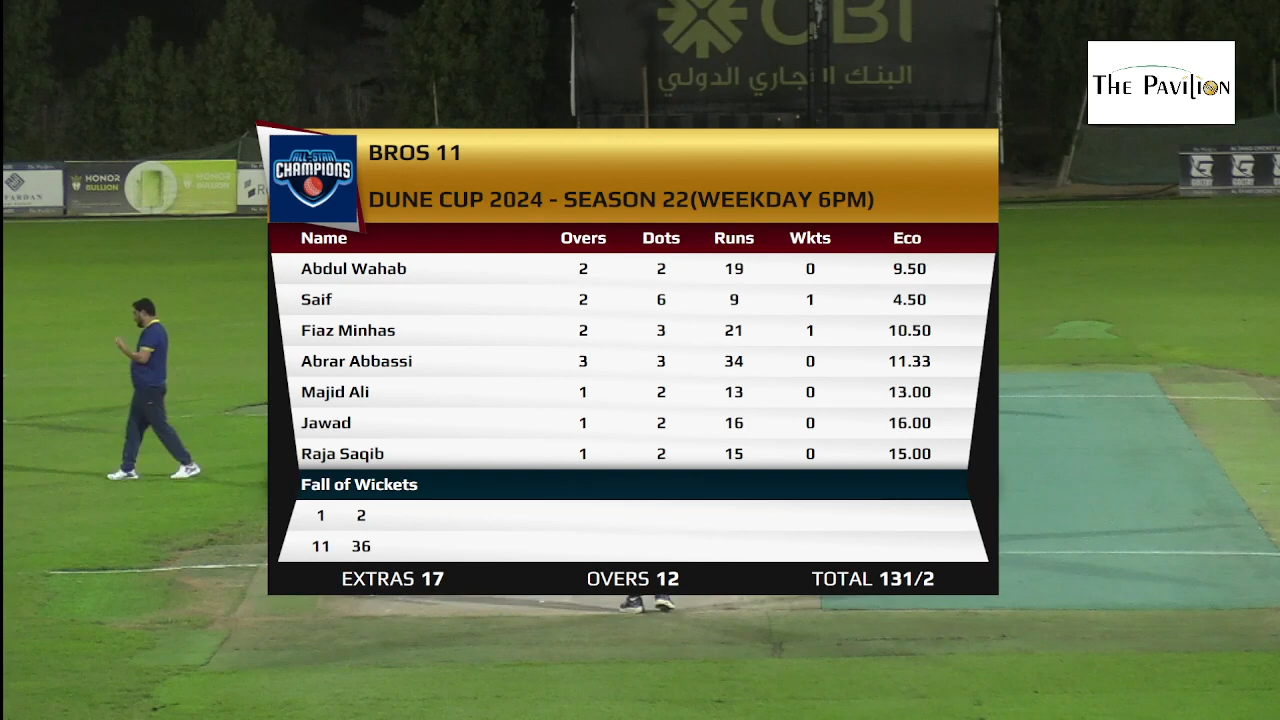 CBI
البنك التجاري الدولي
THE PAVILION
HONOR
BULLION
HONOR
BULLION
ALL-STAR
CHAMPIONS
BROS 11
DUNE CUP 2024 - SEASON 22(WEEKDAY 6PM)
Name Overs Dots Runs Wkts Eco
Abdul Wahab 2 2 19 0 9.50
Saif 2 6 9 1 4.50
Fiaz Minhas 2 3 21 1 10.50
Abrar Abbassi 3 3 34 0 11.33
Majid Ali 1 2 13 0 13.00
Jawad 1 2 16 0 16.00
Raja Saqib 1 2 15 0 15.00
Fall of Wickets
1 2
11 36
EXTRAS 17 OVERS 12 TOTAL 131/2